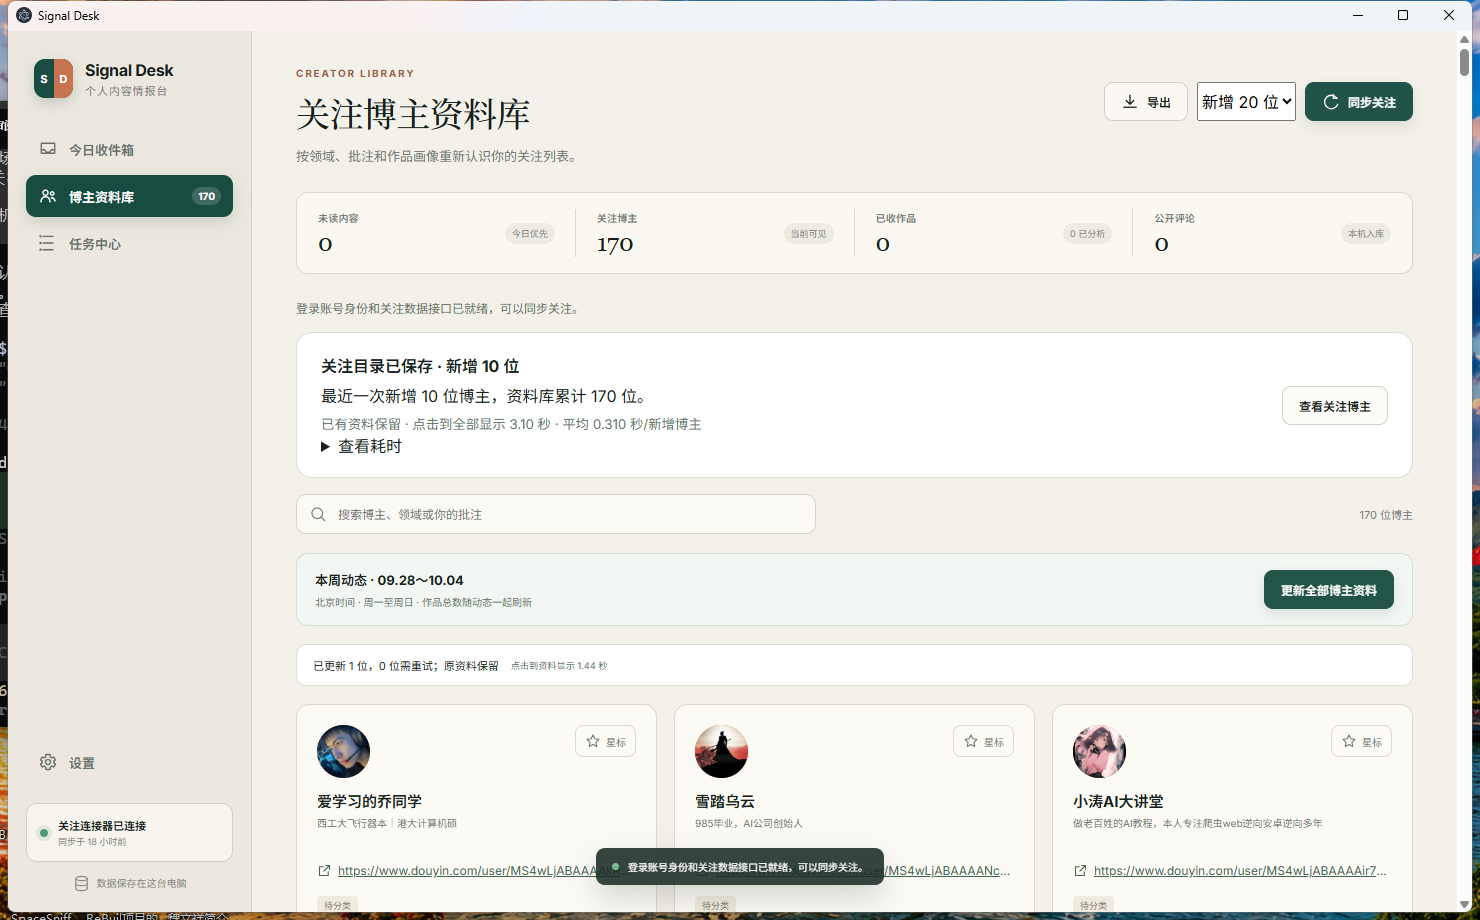 Signal Desk
S D
Signal Desk
个人内容情报台
今日收件箱
博主资料库 170
任务中心
设置
关注连接器已连接
同步于 18 小时前
数据保存在这台电脑
CREATOR LIBRARY
关注博主资料库
按领域、批注和作品画像重新认识你的关注列表。
导出
新增 20 位
同步关注
未读内容
0
今日优先
关注博主
170
当前可见
已收作品
0
0 已分析
公开评论
0
本机入库
登录账号身份和关注数据接口已就绪，可以同步关注。
关注目录已保存 · 新增 10 位
最近一次新增 10 位博主，资料库累计 170 位。
已有资料保留 · 点击到全部显示 3.10 秒 · 平均 0.310 秒/新增博主
查看耗时
查看关注博主
搜索博主、领域或你的批注
170 位博主
本周动态 · 09.28～10.04
北京时间 · 周一至周日 · 作品总数随动态一起刷新
更新全部博主资料
已更新 1 位，0 位需重试；原资料保留 点击到资料显示 1.44 秒
星标
爱学习的乔同学
西工大飞行器本｜港大计算机硕
https://www.douyin.com/user/MS4wLjABAAAA
待分类
星标
雪踏乌云
985毕业，AI公司创始人
/MS4wLjABAAAANc...
待分类
星标
小涛AI大讲堂
做老百姓的AI教程，本人专注爬虫web逆向安卓逆向多年
https://www.douyin.com/user/MS4wLjABAAAAir7...
待分类
登录账号身份和关注数据接口已就绪，可以同步关注。